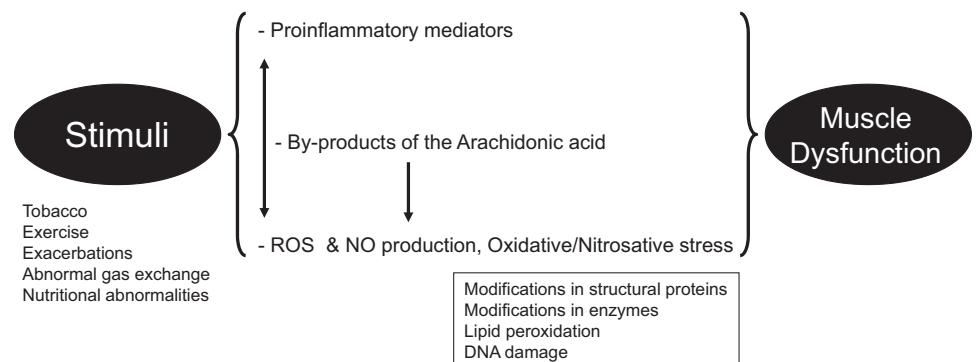 - Proinflammatory mediators
Stimuli
- By-products of the Arachidonic acid
Muscle
Dysfunction
Tobacco
Exercise
Exacerbations
Abnormal gas exchange
Nutritional abnormalities
- ROS & NO production, Oxidative/Nitrosative stress
Modifications in structural proteins
Modifications in enzymes
Lipid peroxidation
DNA damage